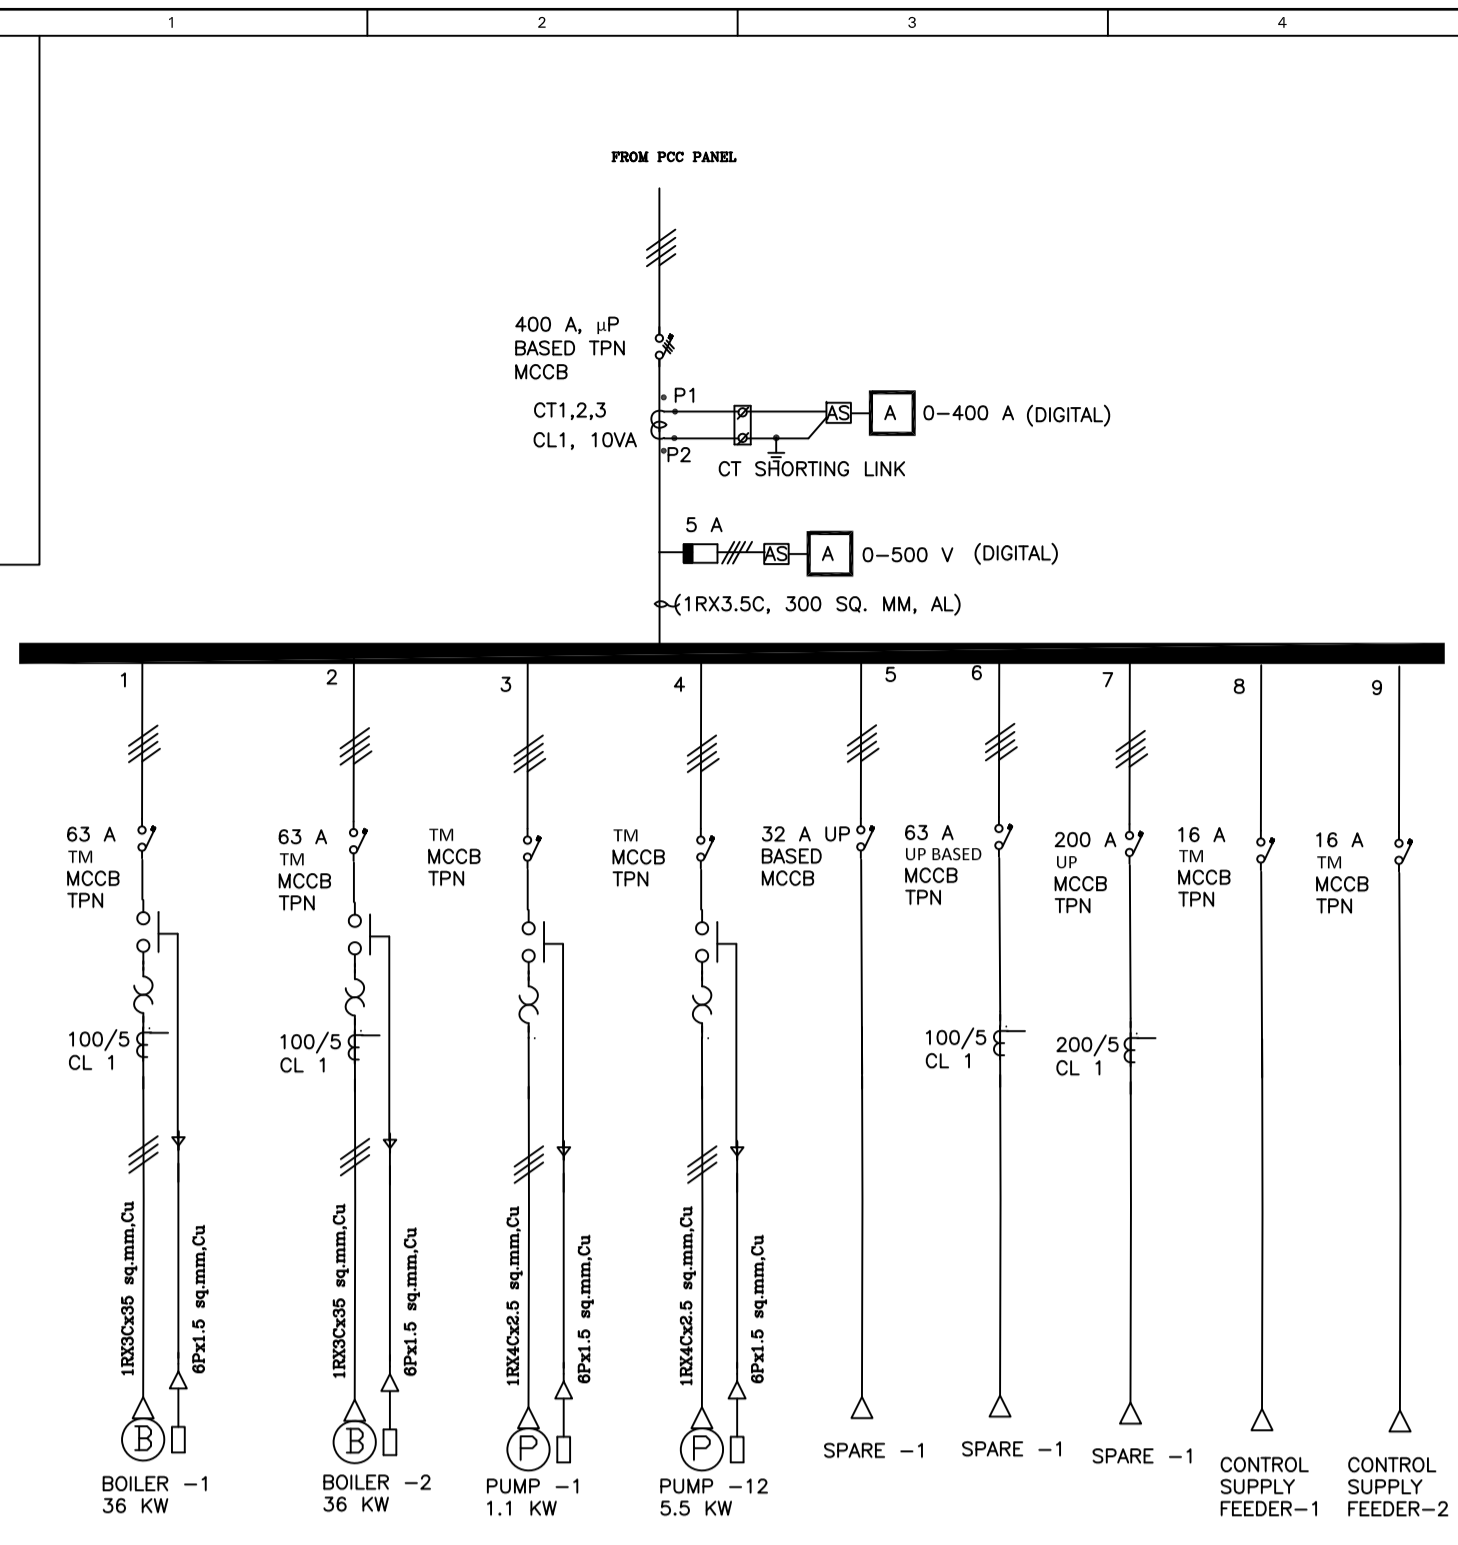 1
2
3
4
FROM PCC PANEL
400 A, µP
BASED TPN
MCCB
P1
CT1,2,3
CL1, 10VA
P2
AS
A
0-400 A (DIGITAL)
CT SHORTING LINK
5 A
AS
A
0-500 V (DIGITAL)
(1RX3.5C, 300 SQ. MM, AL)
1
2
3
4
5
6
7
8
9
63 A
TM
MCCB
TPN
63 A
TM
MCCB
TPN
TM
MCCB
TPN
TM
MCCB
TPN
32 A UP
BASED
MCCB
63 A
UP BASED
MCCB
TPN
200 A
UP
MCCB
TPN
16 A
TM
MCCB
TPN
16 A
TM
MCCB
TPN
100/5
CL 1
100/5
CL 1
100/5
CL 1
200/5
CL 1
1RX3Cx35 sq.mm,Cu
6Px1.5 sq.mm,Cu
1RX3Cx35 sq.mm,Cu
6Px1.5 sq.mm,Cu
1RX4Cx2.5 sq.mm,Cu
6Px1.5 sq.mm,Cu
1RX4Cx2.5 sq.mm,Cu
6Px1.5 sq.mm,Cu
B
B
P
P
BOILER -1
36 KW
BOILER -2
36 KW
PUMP -1
1.1 KW
PUMP -12
5.5 KW
SPARE -1
SPARE -1
SPARE -1
CONTROL
SUPPLY
FEEDER-1
CONTROL
SUPPLY
FEEDER-2